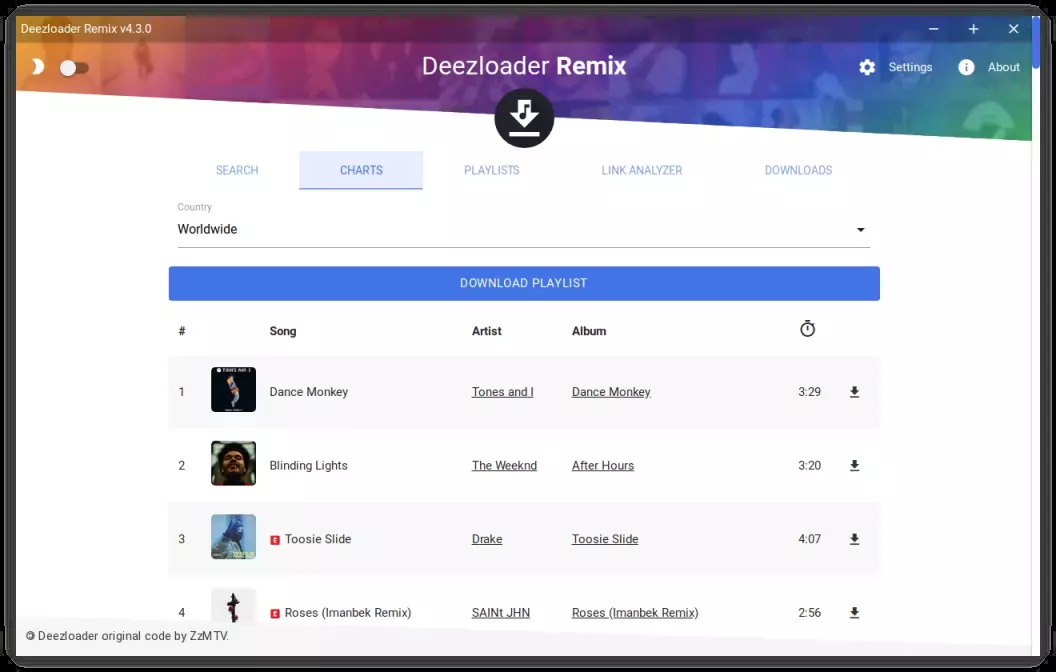 Deezloader Remix v4.3.0
Deezloader Remix
Settings
About
SEARCH
CHARTS
PLAYLISTS
LINK ANALYZER
DOWNLOADS
Country
Worldwide
DOWNLOAD PLAYLIST
# Song Artist Album
1 Dance Monkey Tones and I Dance Monkey 3:29
2 Blinding Lights The Weeknd After Hours 3:20
3 E Toosie Slide Drake Toosie Slide 4:07
4 E Roses (Imanbek Remix) SAINt JHN Roses (Imanbek Remix) 2:56
Deezloader original code by ZzMTV.